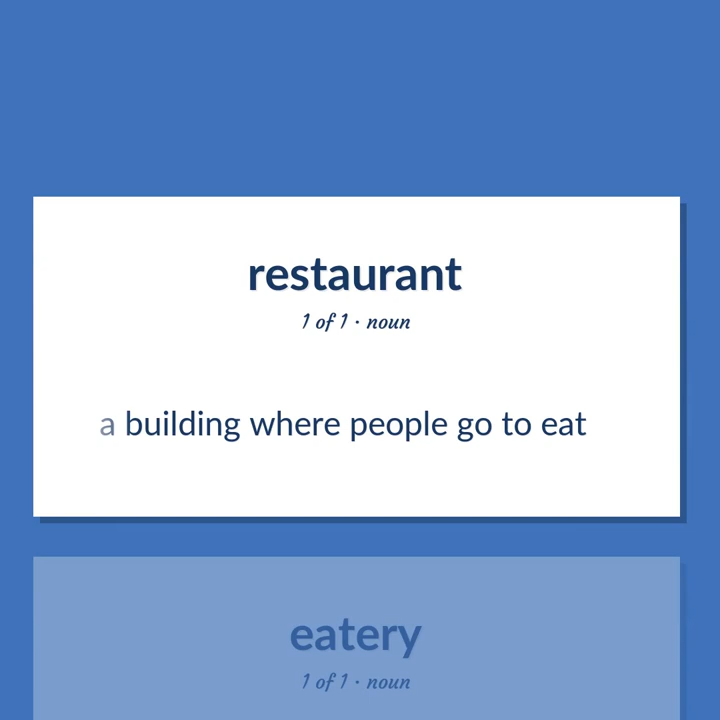 restaurant
1 of 1 · noun
a building where people go to eat
eatery
1 of 1 · noun